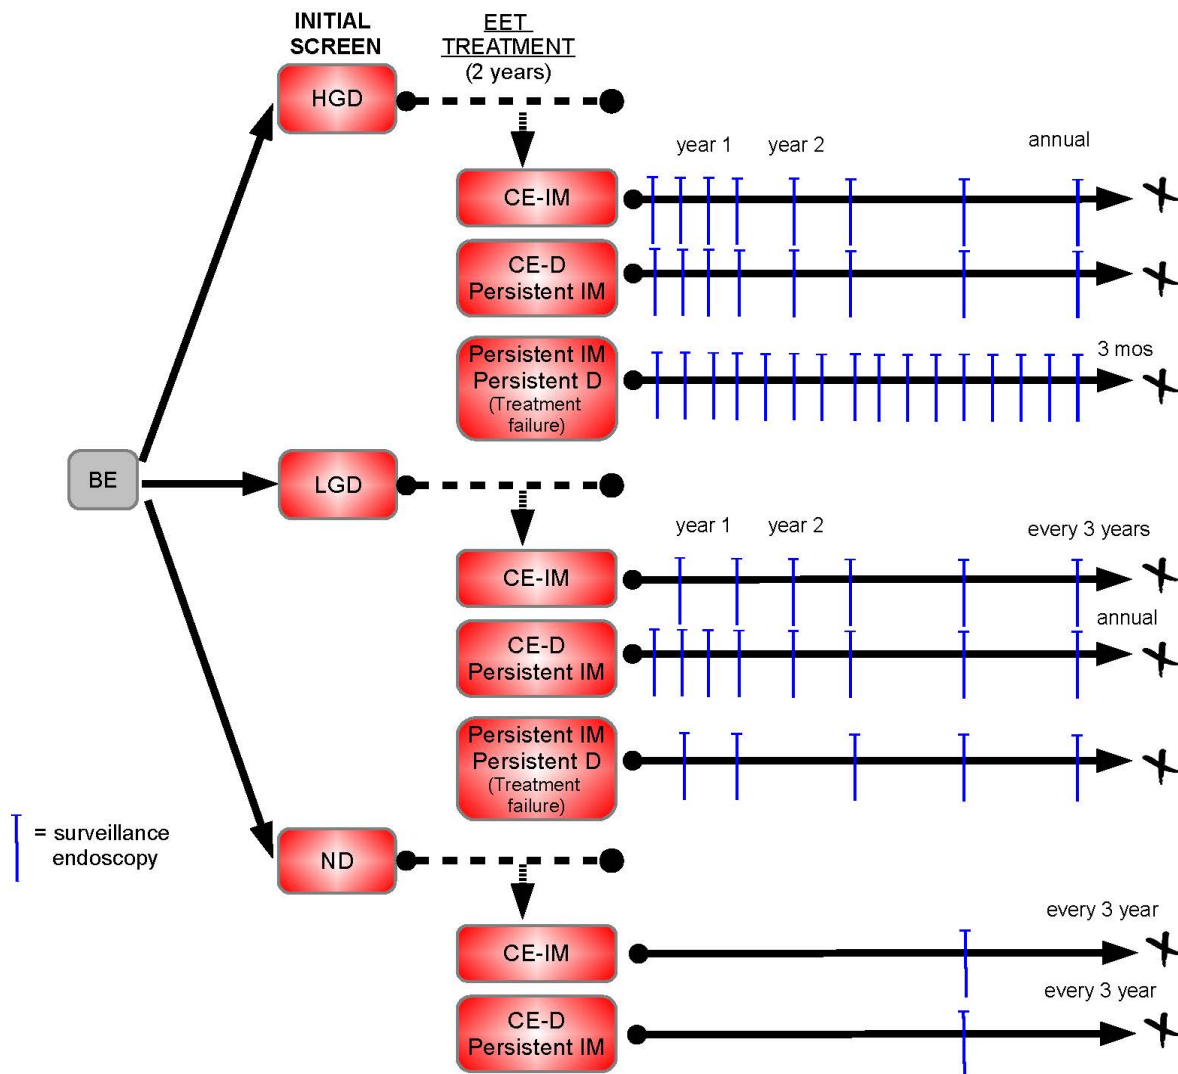 INITIAL
SCREEN
EET
TREATMENT
(2 years)
HGD
year 1
year 2
annual
CE-IM
CE-D
Persistent IM
Persistent IM
Persistent D
(Treatment
failure)
3 mos
BE
LGD
year 1
year 2
every 3 years
CE-IM
annual
CE-D
Persistent IM
Persistent IM
Persistent D
(Treatment
failure)
= surveillance
endoscopy
ND
every 3 year
CE-IM
every 3 year
CE-D
Persistent IM